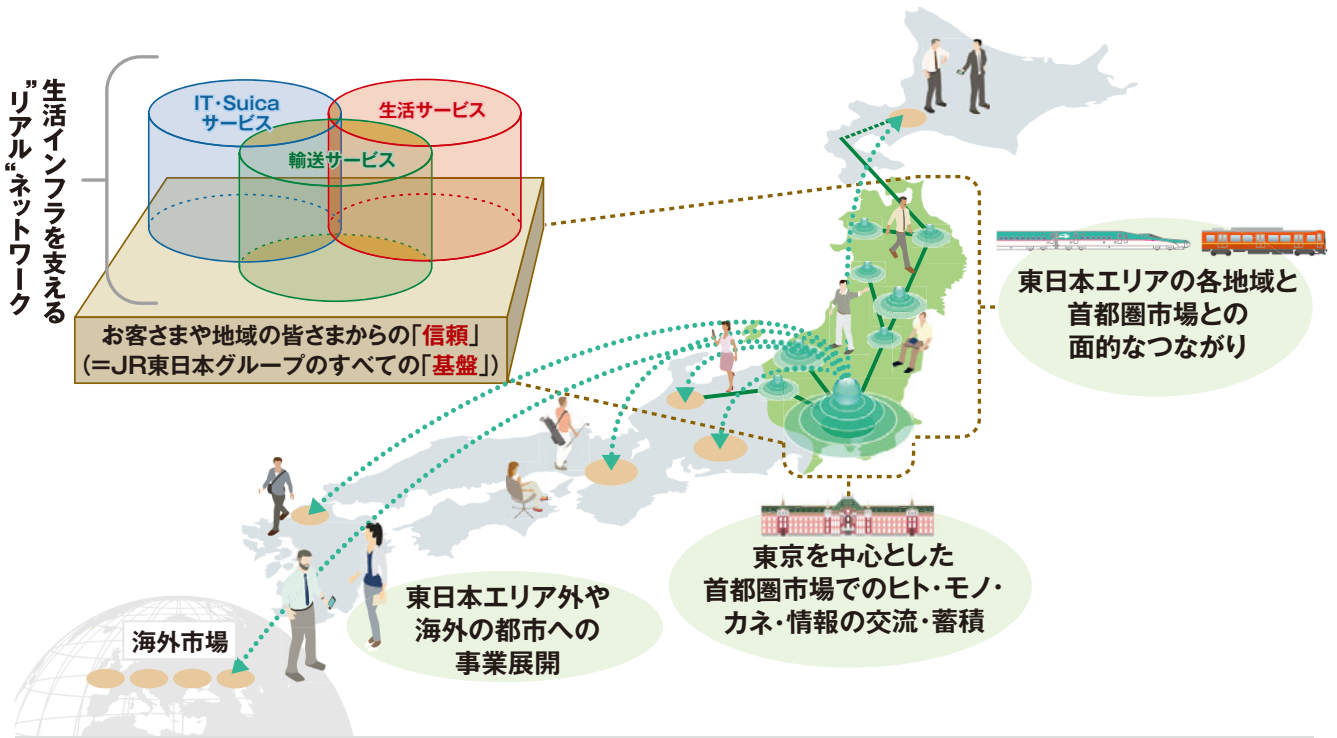 生活インフラを支える
”リアル“ネットワーク
IT・Suica
サービス
生活サービス
輸送サービス
お客さまや地域の皆さまからの「信頼」
(=JR東日本グループのすべての「基盤」)
東日本エリアの各地域と
首都圏市場との
面的なつながり
東京を中心とした
首都圏市場でのヒト・モノ・
カネ・情報の交流・蓄積
東日本エリア外や
海外の都市への
事業展開
海外市場